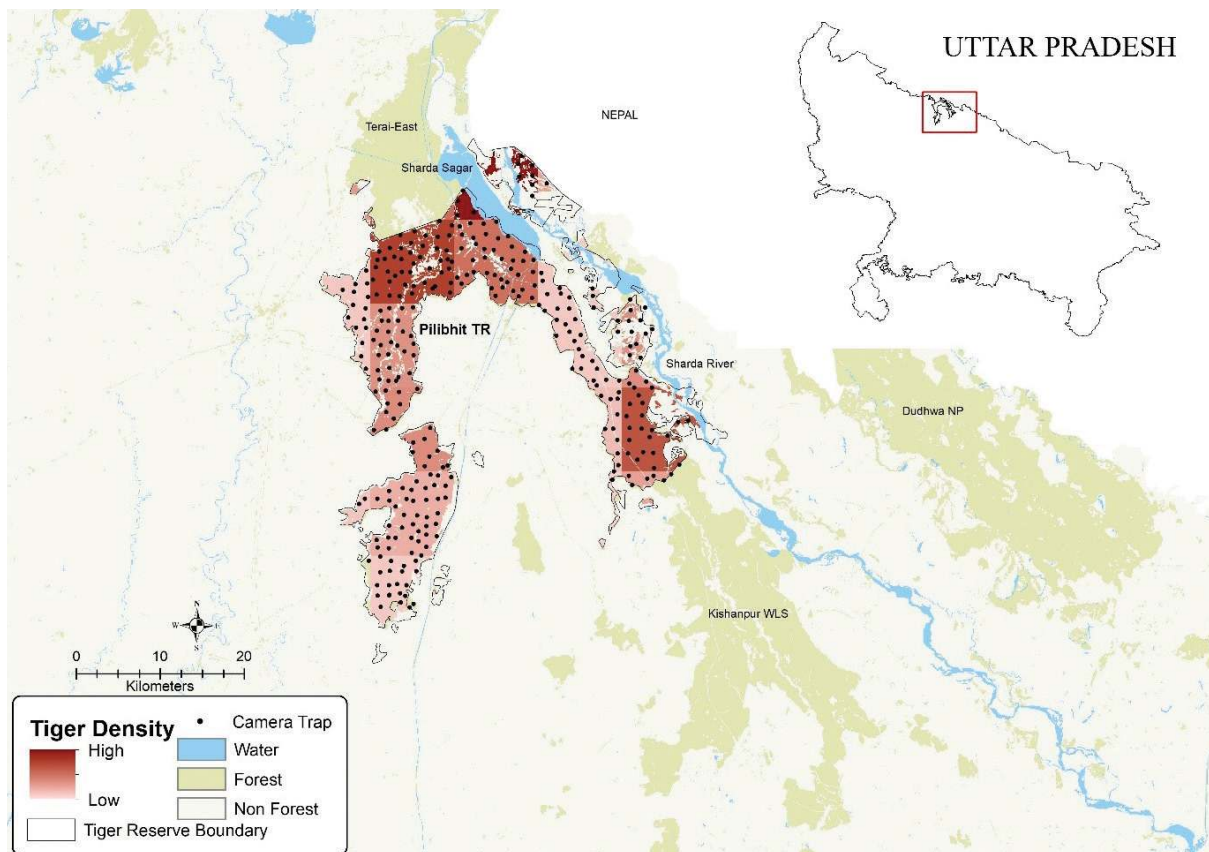 UTTAR PRADESH
NEPAL
Terai-East
Sharda Sagar
Pilibhit TR
Sharda River
Dudhwa NP
Kishanpur WLS
N
W E
S
0 10 20
Kilometers
Tiger Density
High
Low
Tiger Reserve Boundary
Camera Trap
Water
Forest
Non Forest